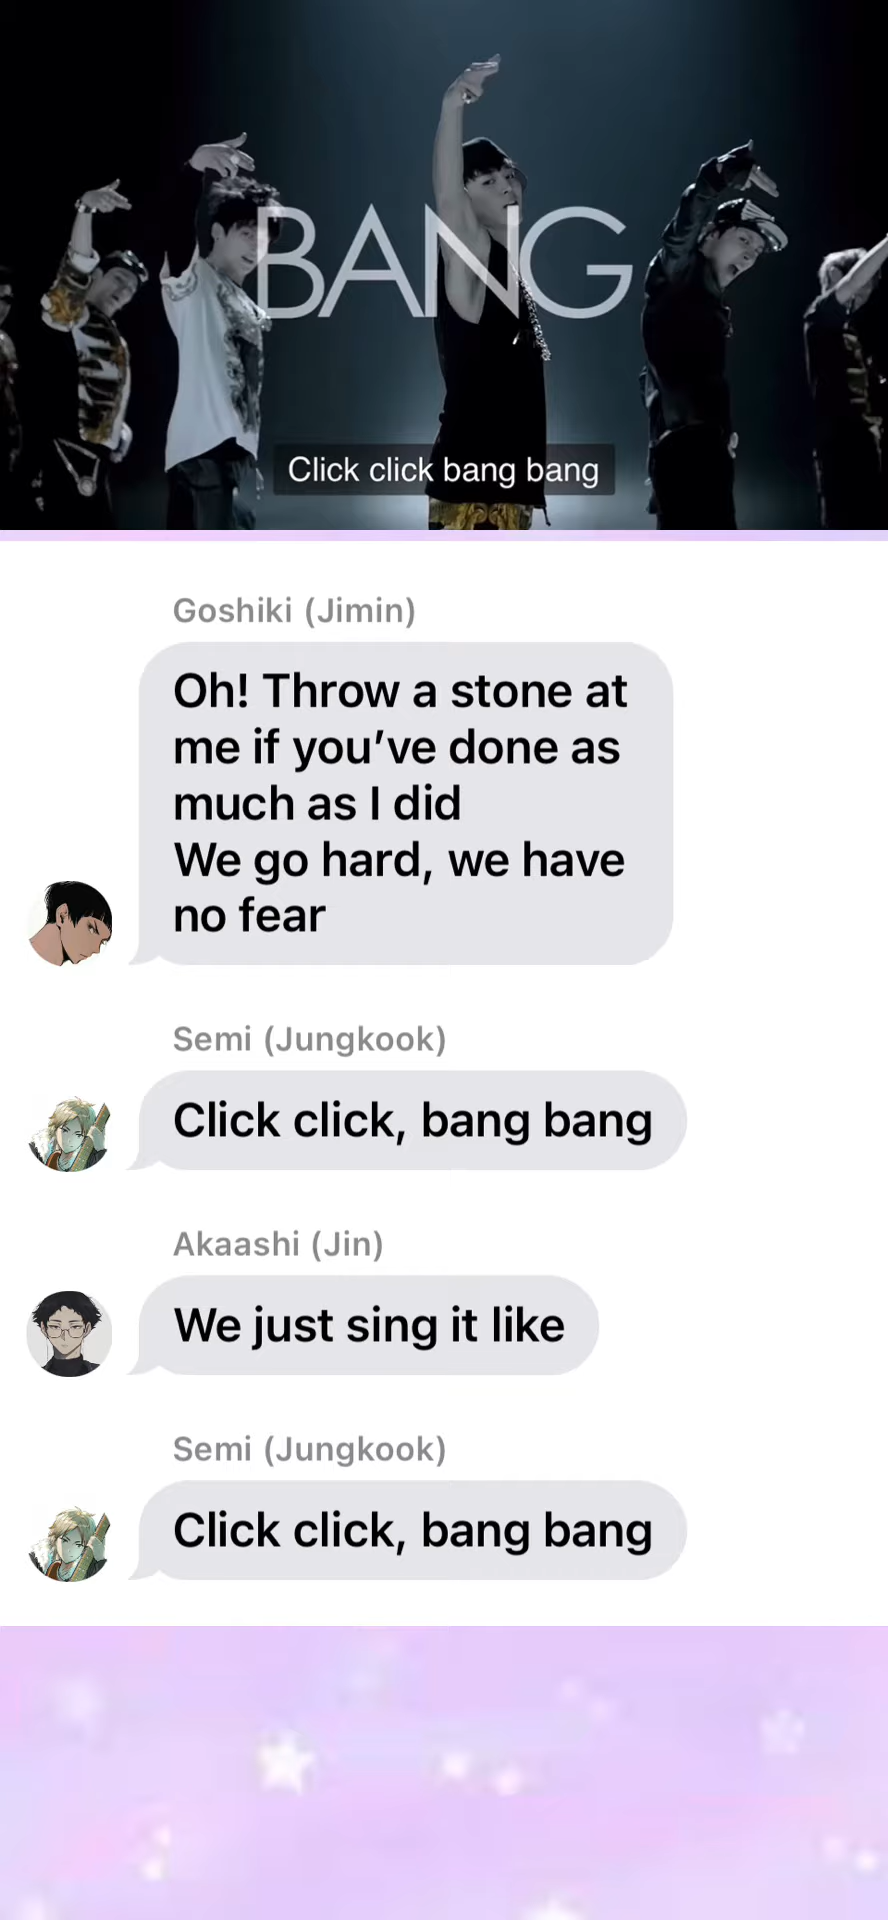 BANG
Click click bang bang
Goshiki (Jimin)
Oh! Throw a stone at
me if you’ve done as
much as I did
We go hard, we have
no fear
Semi (Jungkook)
Click click, bang bang
Akaashi (Jin)
We just sing it like
Semi (Jungkook)
Click click, bang bang